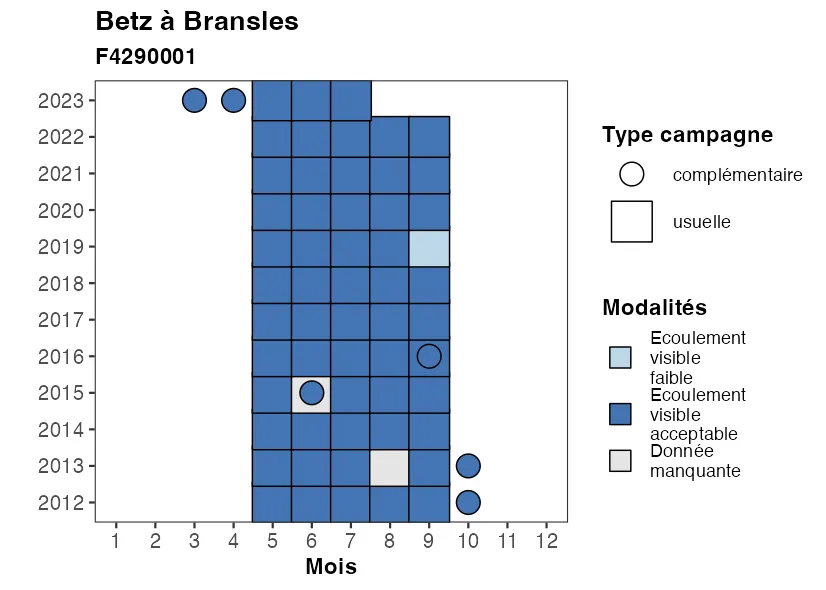 Betz à Bransles
F4290001
2023
2022
2021
2020
2019
2018
2017
2016
2015
2014
2013
2012
1 2 3 4 5 6 7 8 9 10 11 12
Mois
Type campagne
complémentaire
usuelle
Modalités
Ecoulement
visible
faible
Ecoulement
visible
acceptable
Donnée
manquante